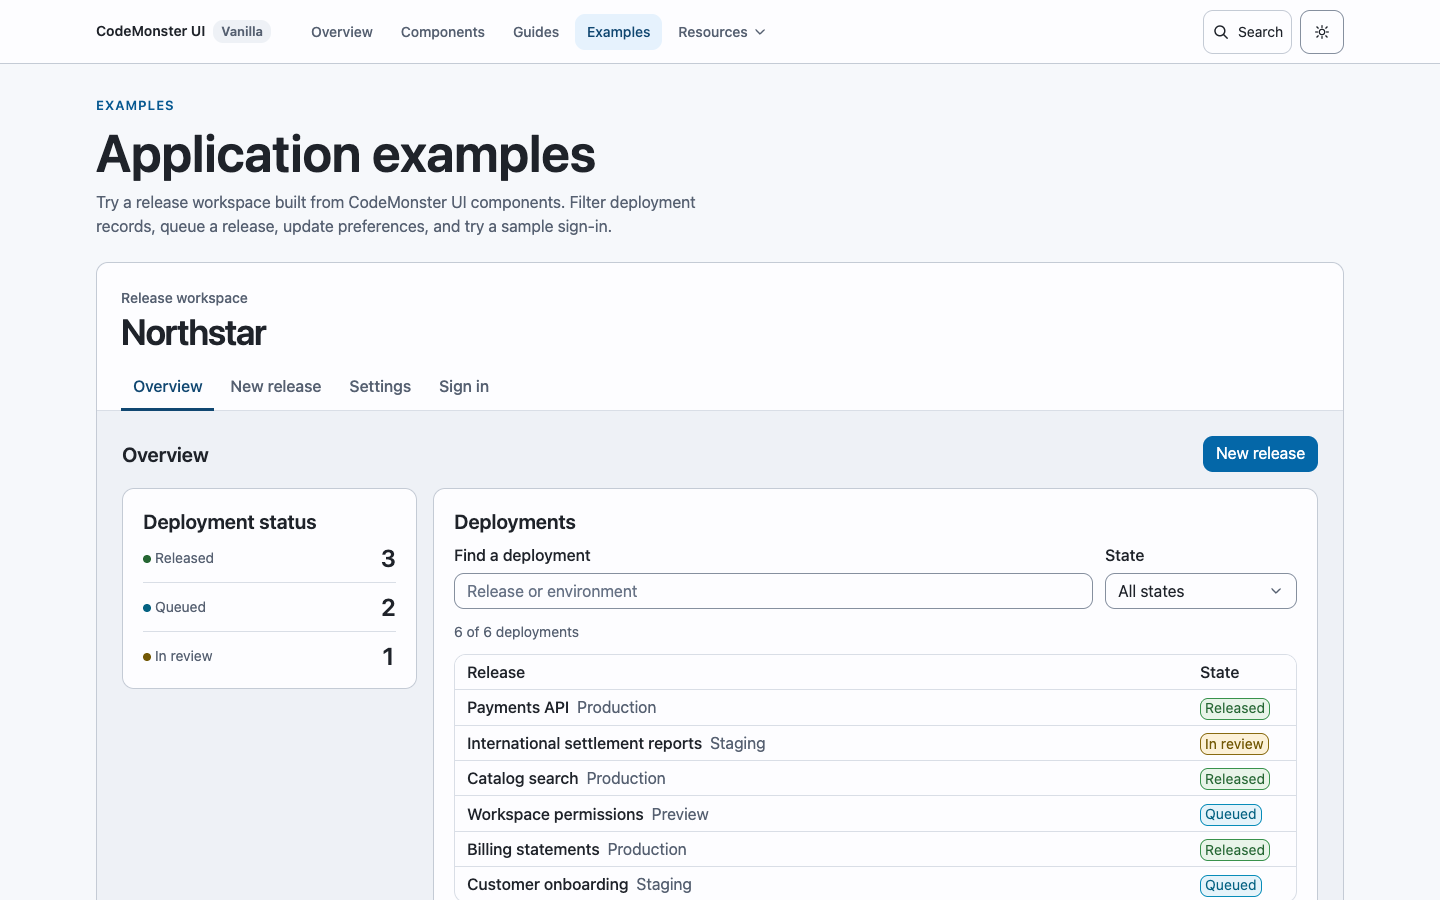 CodeMonster UI Vanilla Overview Components Guides Examples Resources Search
EXAMPLES
Application examples
Try a release workspace built from CodeMonster UI components. Filter deployment
records, queue a release, update preferences, and try a sample sign-in.
Release workspace
Northstar
Overview New release Settings Sign in
Overview New release
Deployment status
Released 3
Queued 2
In review 1
Deployments
Find a deployment State
Release or environment All states
6 of 6 deployments
Release State
Payments API Production Released
International settlement reports Staging In review
Catalog search Production Released
Workspace permissions Preview Queued
Billing statements Production Released
Customer onboarding Staging Queued